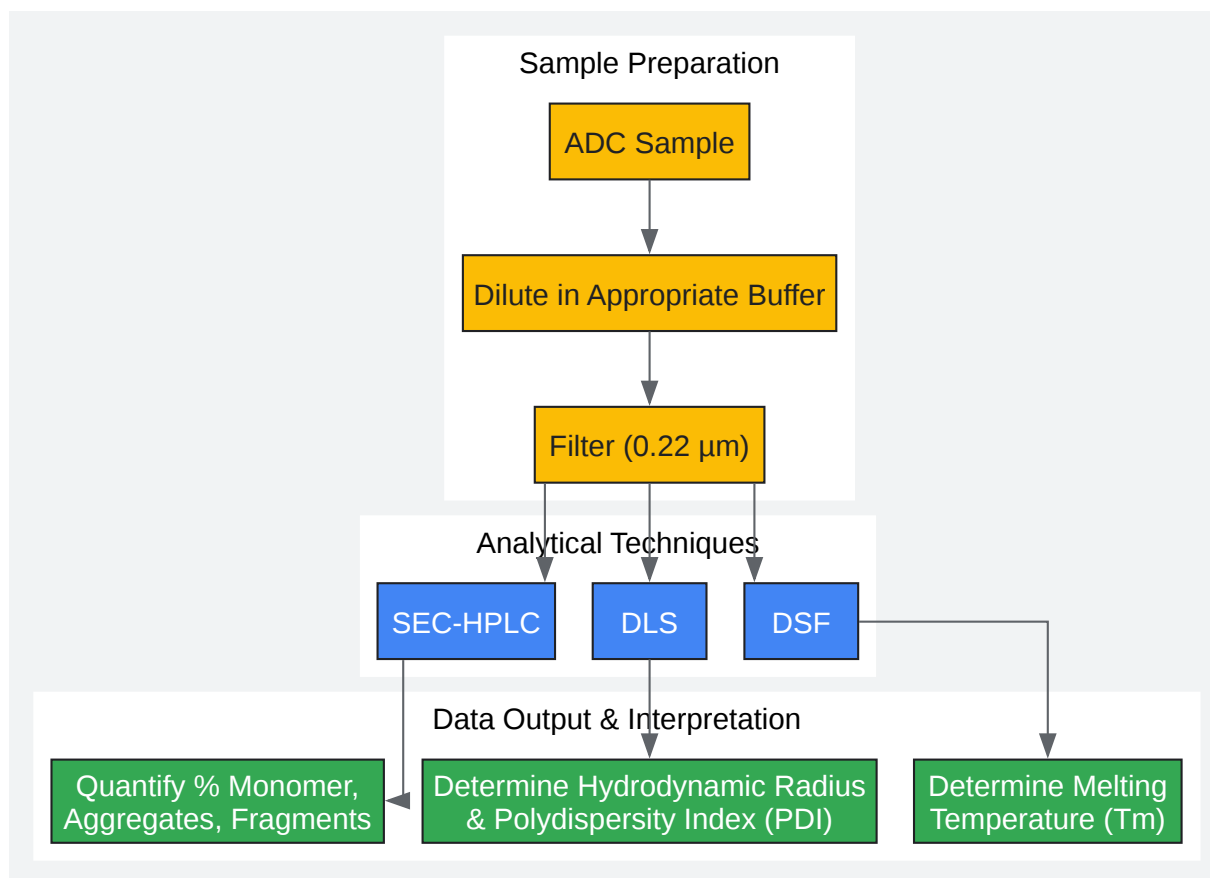 Sample Preparation
ADC Sample
Dilute in Appropriate Buffer
Filter (0.22 µm)
Analytical Techniques
SEC-HPLC
DLS
DSF
Data Output & Interpretation
Quantify % Monomer,
Aggregates, Fragments
Determine Hydrodynamic Radius
& Polydispersity Index (PDI)
Determine Melting
Temperature (Tm)